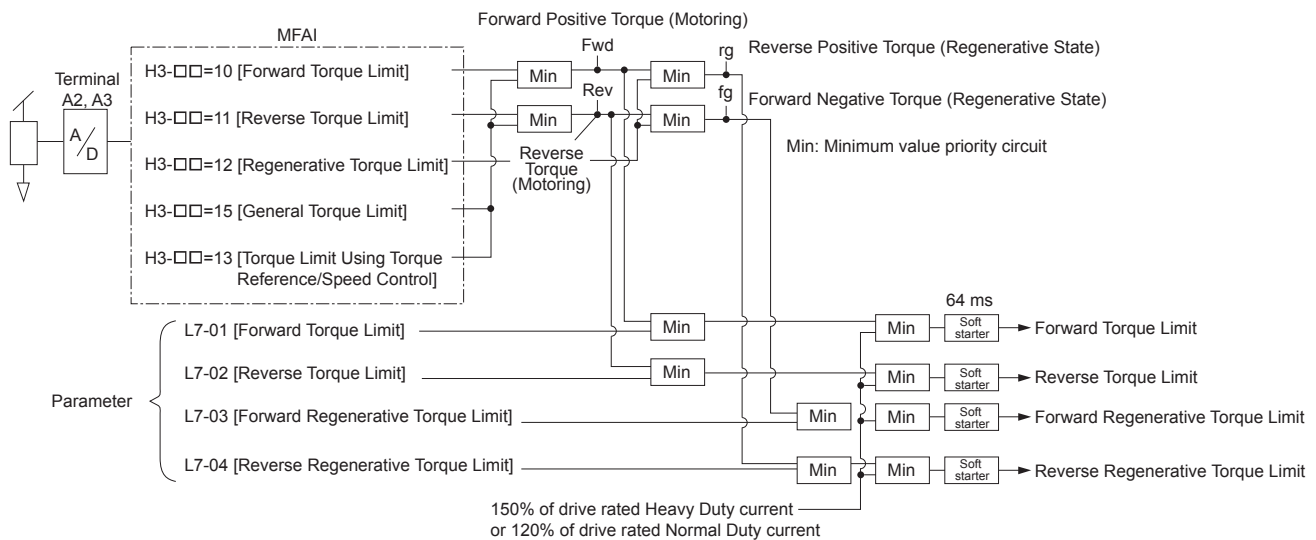 Forward Positive Torque (Motoring)
MFAI
Fwd
rg
Reverse Positive Torque (Regenerative State)
H3-□□=10 [Forward Torque Limit]
Min
Min
Terminal
A2, A3
Rev
fg
Forward Negative Torque (Regenerative State)
A/D
H3-□□=11 [Reverse Torque Limit]
Min
Min
Min: Minimum value priority circuit
H3-□□=12 [Regenerative Torque Limit]
Reverse
Torque
(Motoring)
H3-□□=15 [General Torque Limit]
H3-□□=13 [Torque Limit Using Torque
Reference/Speed Control]
64 ms
L7-01 [Forward Torque Limit]
Min
Min
Soft
starter
Forward Torque Limit
L7-02 [Reverse Torque Limit]
Min
Min
Soft
starter
Reverse Torque Limit
Parameter
L7-03 [Forward Regenerative Torque Limit]
Min
Min
Soft
starter
Forward Regenerative Torque Limit
L7-04 [Reverse Regenerative Torque Limit]
Min
Min
Soft
starter
Reverse Regenerative Torque Limit
150% of drive rated Heavy Duty current
or 120% of drive rated Normal Duty current